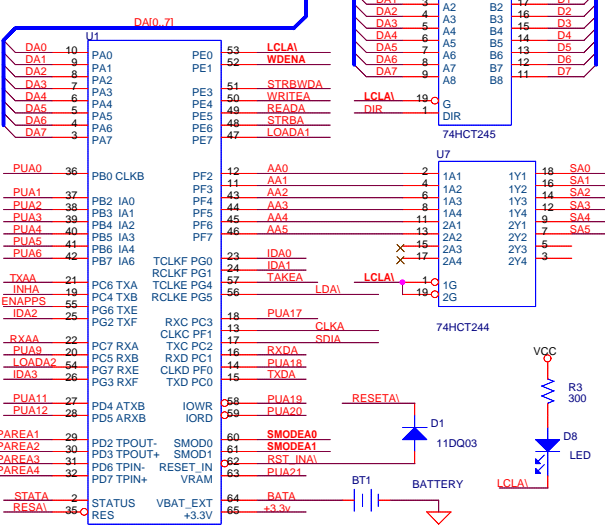 DA[0..7]
U1
DA0 10 PA0 PE0 53 LCLA\
DA1 9 PA1 PE1 52 WDENA
DA2 8 PA2
DA3 7 PA3 PE3 51 STRBWDA
DA4 6 PA4 PE4 50 WRITEA
DA5 5 PA5 PE5 49 READA
DA6 4 PA6 PE6 48 STRBA
DA7 3 PA7 PE7 47 LOADA1
PUA0 36 PB0 CLKB PF2 12 AA0
PF3 11 AA1
PUA1 37 PB2 IA0 PF4 43 AA2
PUA2 38 PB3 IA1 PF5 44 AA3
PUA3 39 PB4 IA2 PF6 45 AA4
PUA4 40 PB5 IA3 PF7 46 AA5
PUA5 41 PB6 IA4
PUA6 42 PB7 IA6 TCLKF PG0 23 IDA0
RCLKF PG1 24 IDA1
TXAA 21 PC6 TXA TCLKE PG4 57 TAKEA
INHA 19 PC4 TXB RCLKE PG5 56 LDA\
ENAPPS 55 PG6 TXE
IDA2 25 PG2 TXF RXC PC3 18 PUA17
CLKC PF1 13 CLKA
RXAA 22 PC7 RXA TXC PC2 17 SDIA
PUA9 20 PC5 RXB RXD PC1 16 RXDA
LOADA2 54 PG7 RXE CLKD PF0 14 PUA18
IDA3 26 PG3 RXF TXD PC0 15 TXDA
PUA11 27 PD4 ATXB IOWR 58 PUA19
PUA12 28 PD5 ARXB IORD 59 PUA20
PAREA1 29 PD2 TPOUT- SMOD0 60 SMODEA0
PAREA2 30 PD3 TPOUT+ SMOD1 61 SMODEA1
PAREA3 31 PD6 TPIN- RESET_IN 62 RST_INA\
PAREA4 32 PD7 TPIN+ VRAM 63 PUA21
STATA 2 STATUS VBAT_EXT 64 BATA
RESA\ 35 RES +3.3V 65 +3.3v
A2 B2 17
DA2 A3 B3 16 D2
DA3 A4 B4 15 D3
DA4 A5 B5 14 D4
DA5 A6 B6 13 D5
DA6 8 A7 B7 12 D6
DA7 9 A8 B8 11 D7
LCLA\ 19 G
DIR 1 DIR
74HCT245
U7
2 1A1 1Y1 18 SA0
4 1A2 1Y2 16 SA1
6 1A3 1Y3 14 SA2
8 1A4 1Y4 12 SA3
11 2A1 2Y1 9 SA4
13 2A2 2Y2 7 SA5
15 2A3 2Y3 5
17 2A4 2Y4 3
LCLA\ 1 1G
19 2G
74HCT244
RESETA\
D1
11DQ03
BT1 BATTERY
VCC
R3
300
D8
LED
LCLA\